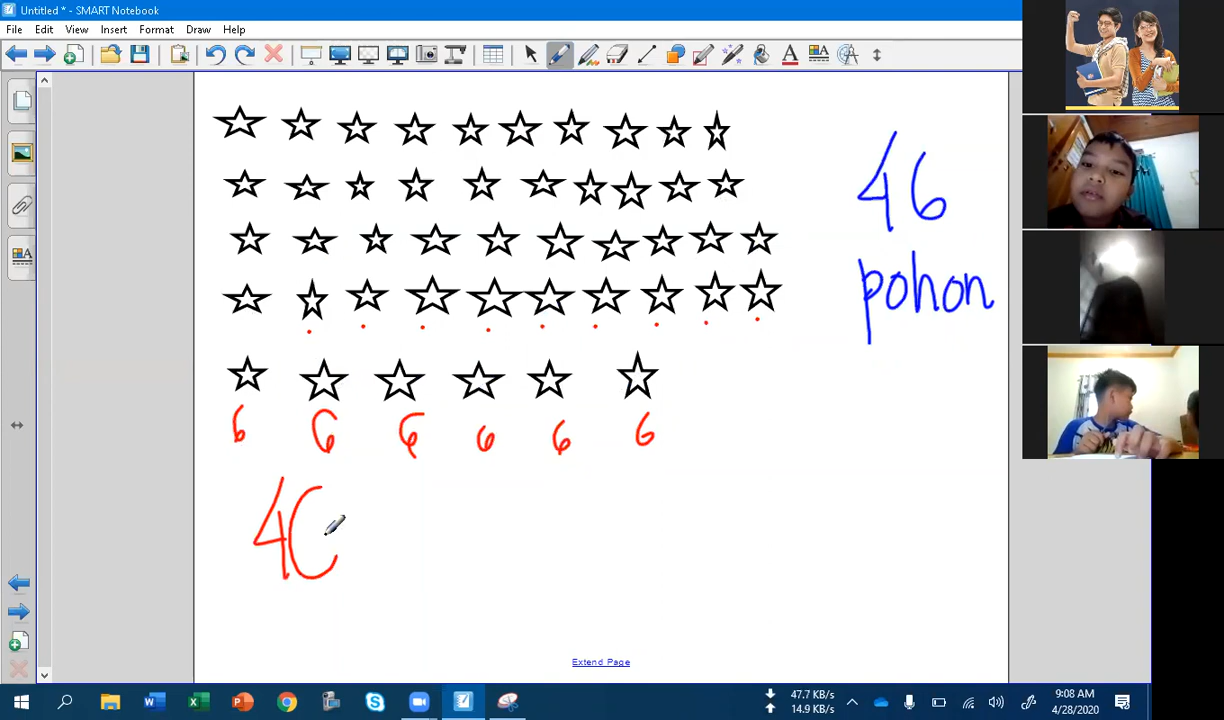 Untitled * - SMART Notebook
File Edit View Insert Format Draw Help
46
pohon
6 6 6 6 6 6
Extend Page
47.7 KB/s
14.9 KB/s
9:08 AM
4/28/2020